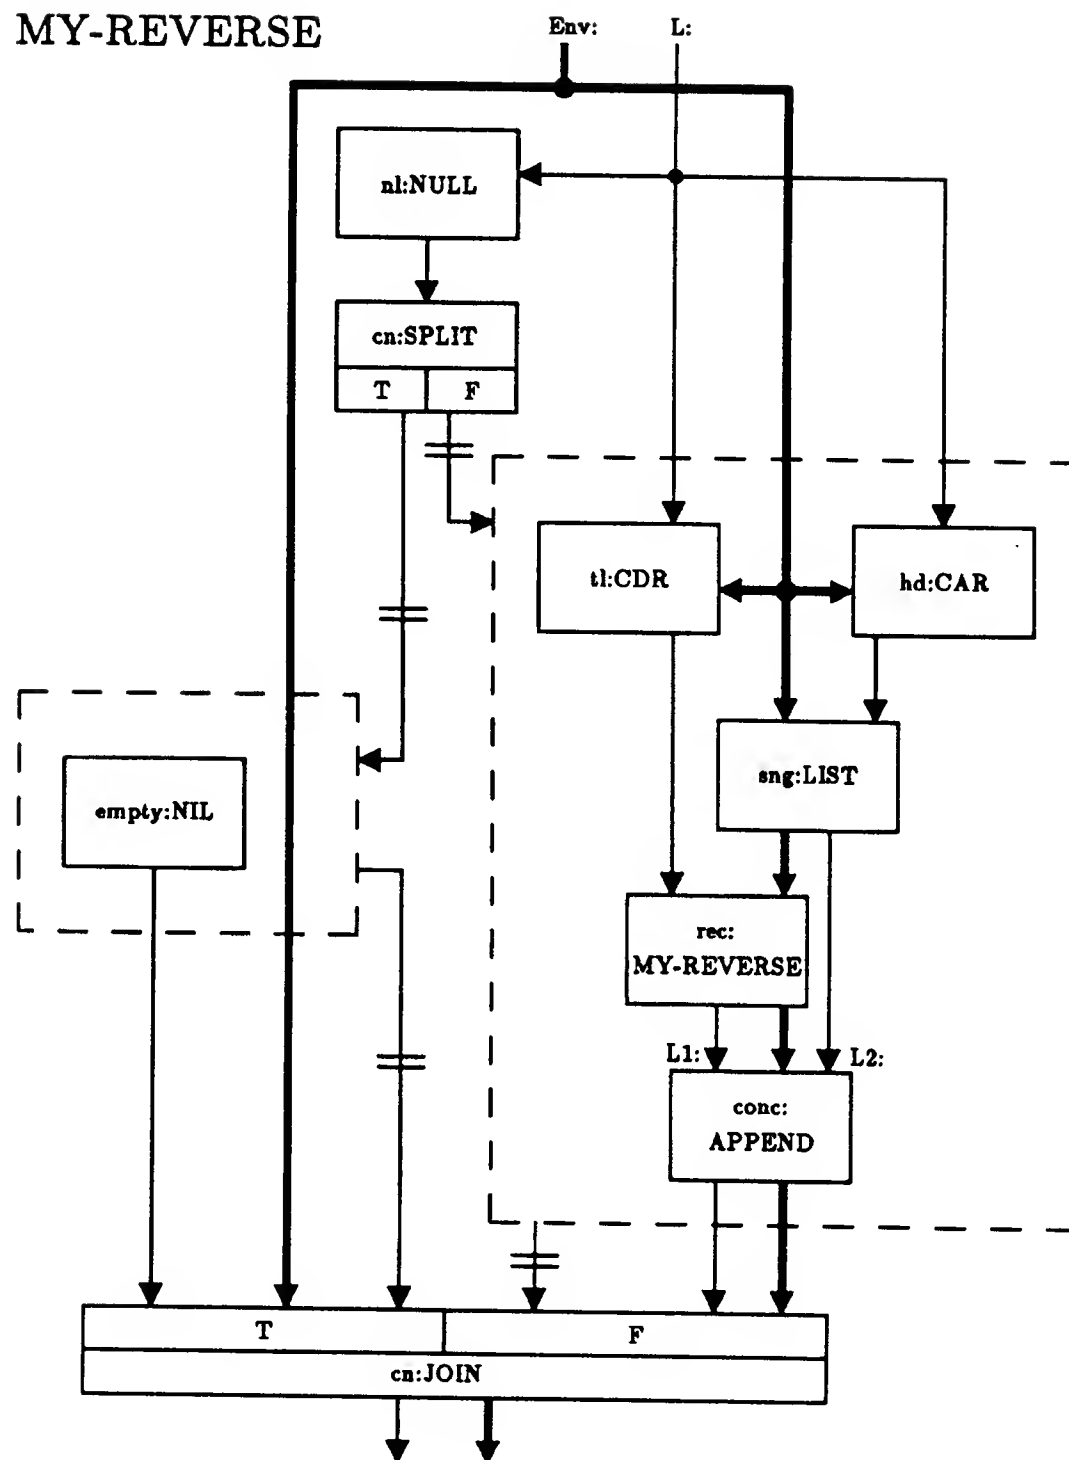 MY-REVERSE
Env: L:
nl:NULL
cn:SPLIT
T F
tl:CDR
hd:CAR
sng:LIST
empty:NIL
rec:
MY-REVERSE
L1: L2:
conc:
APPEND
T F
cn:JOIN